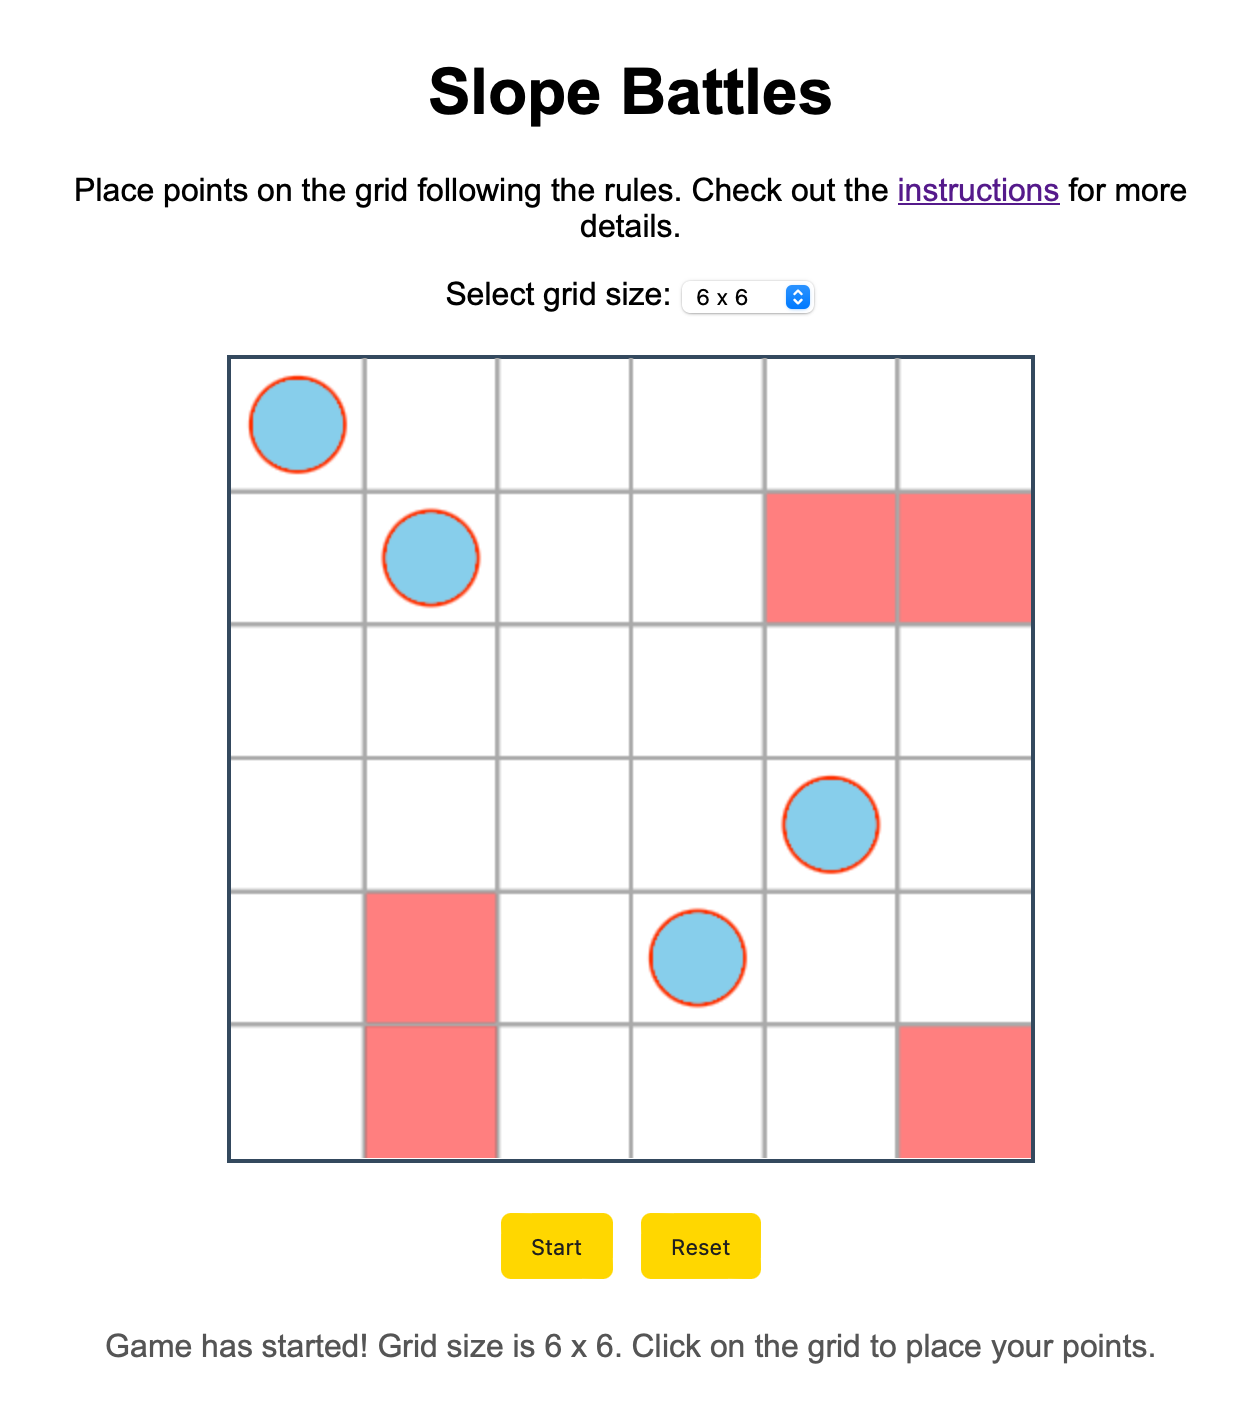 Slope Battles
Place points on the grid following the rules. Check out the instructions for more
details.
Select grid size: 6 x 6
Start Reset
Game has started! Grid size is 6 x 6. Click on the grid to place your points.